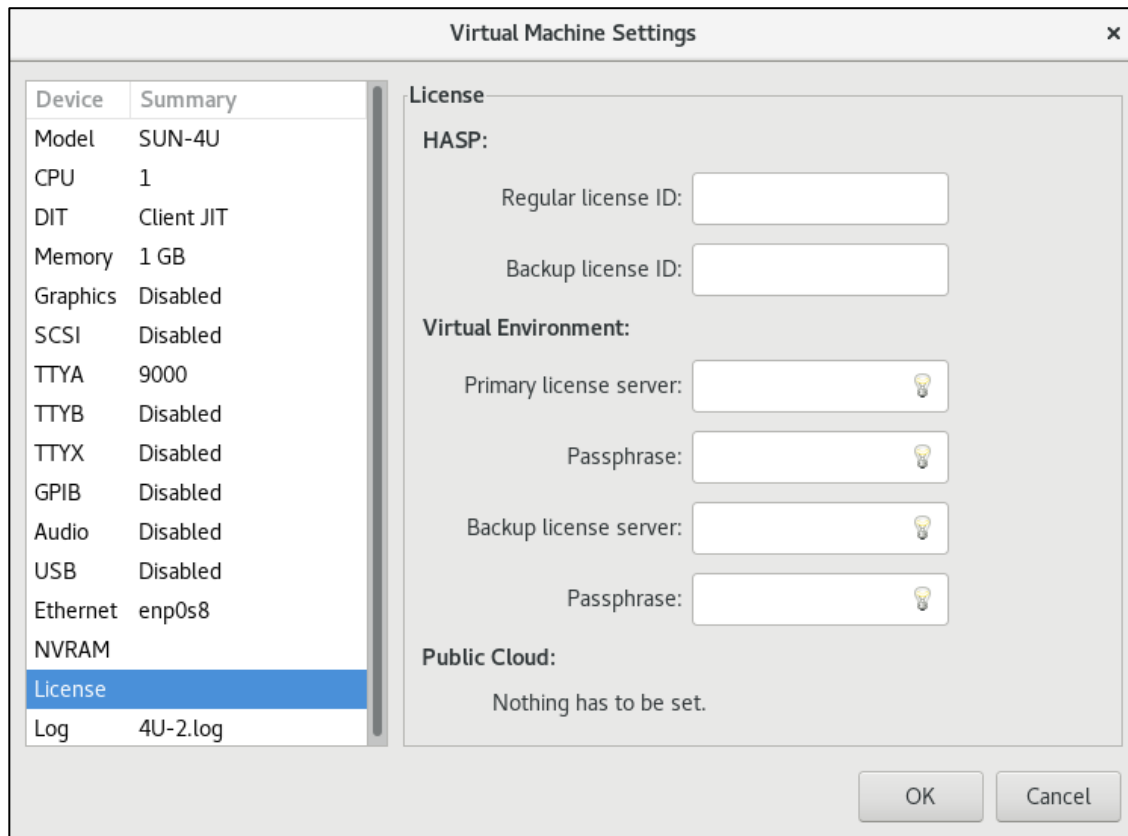 Virtual Machine Settings
Device Summary
Model SUN-4U
CPU 1
DIT Client JIT
Memory 1 GB
Graphics Disabled
SCSI Disabled
TTYA 9000
TTYB Disabled
TTYX Disabled
GPIB Disabled
Audio Disabled
USB Disabled
Ethernet enp0s8
NVRAM
License
Log 4U-2.log
License
HASP:
Regular license ID:
Backup license ID:
Virtual Environment:
Primary license server:
Passphrase:
Backup license server:
Passphrase:
Public Cloud:
Nothing has to be set.
OK Cancel